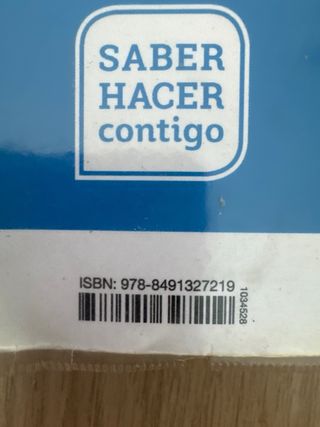 SABER
HACER
contigo
ISBN: 978-8491327219
1034528